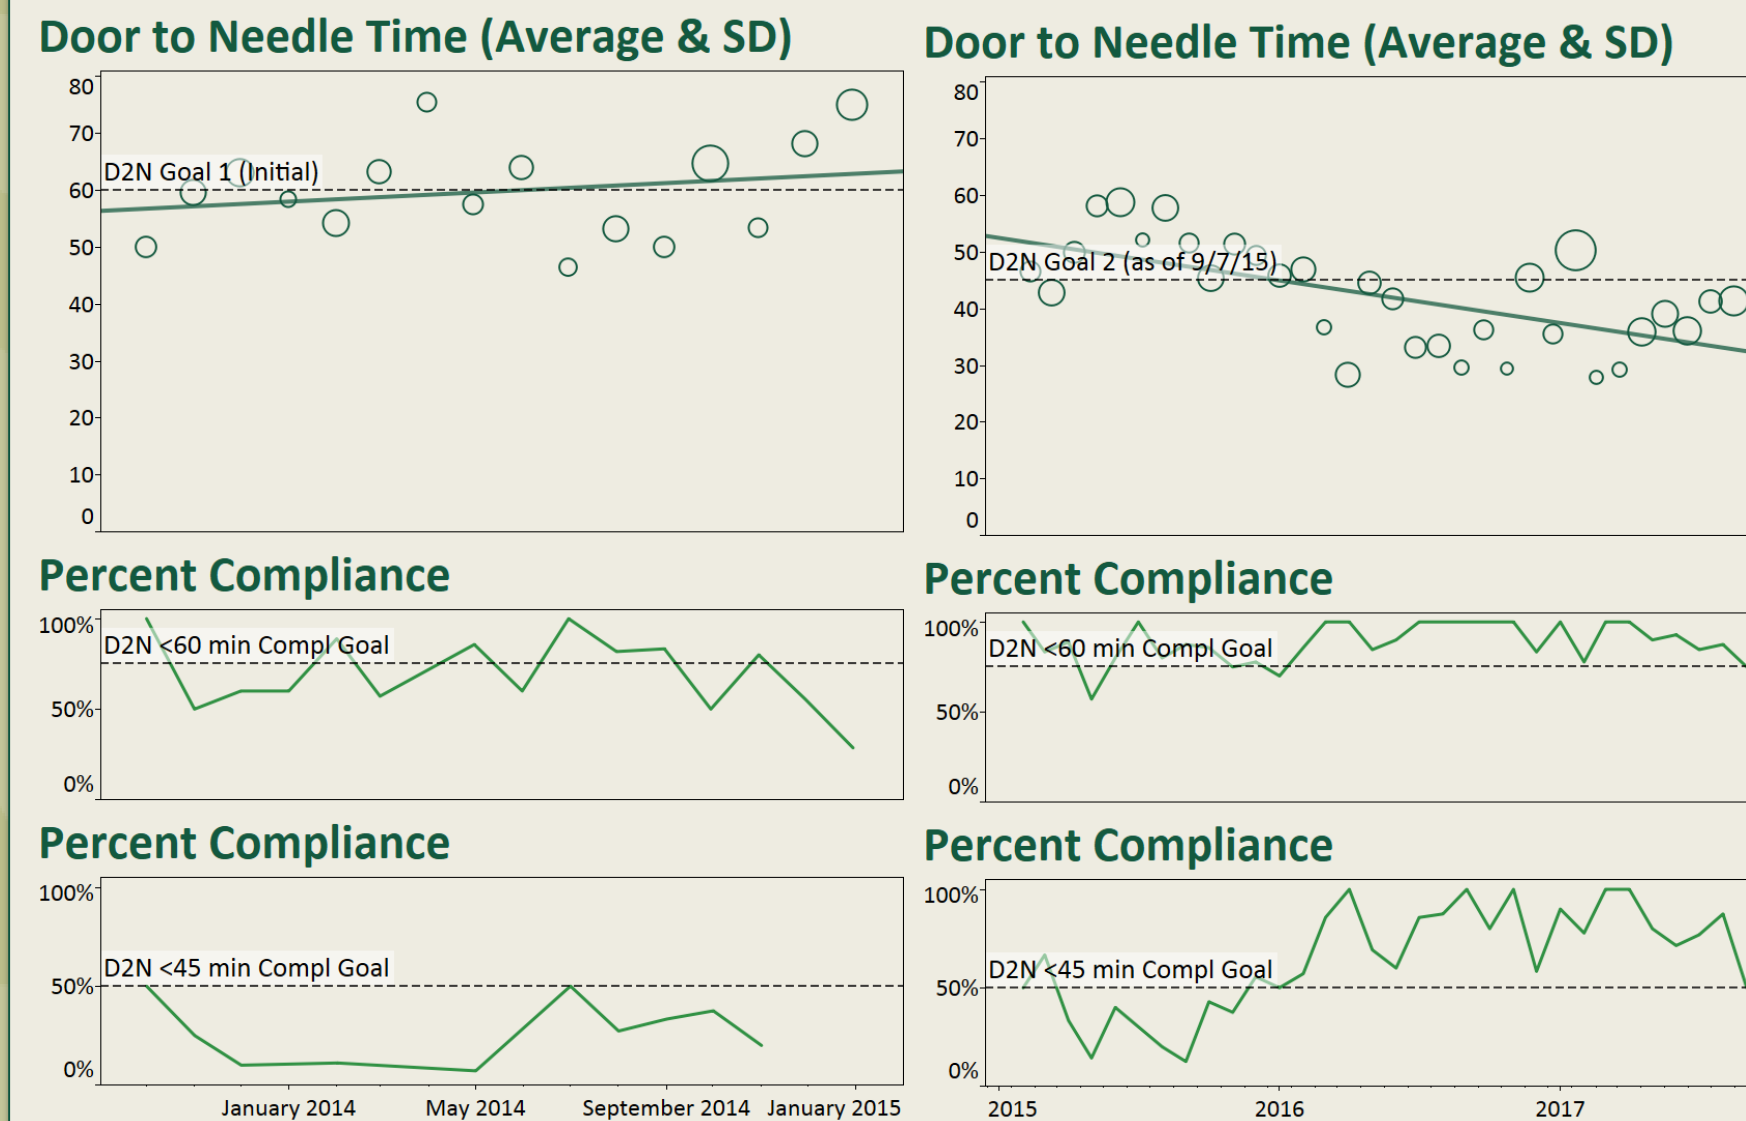 Door to Needle Time (Average & SD)
80
70
D2N Goal 1 (Initial)
60
50
40
30
20
10
0
Percent Compliance
100%
D2N <60 min Compl Goal
50%
0%
Percent Compliance
100%
D2N <45 min Compl Goal
50%
0%
January 2014
May 2014
September 2014
January 2015
Door to Needle Time (Average & SD)
80
70
60
50
D2N Goal 2 (as of 9/7/15)
40
30
20
10
0
Percent Compliance
100%
D2N <60 min Compl Goal
50%
0%
Percent Compliance
100%
D2N <45 min Compl Goal
50%
0%
2015
2016
2017